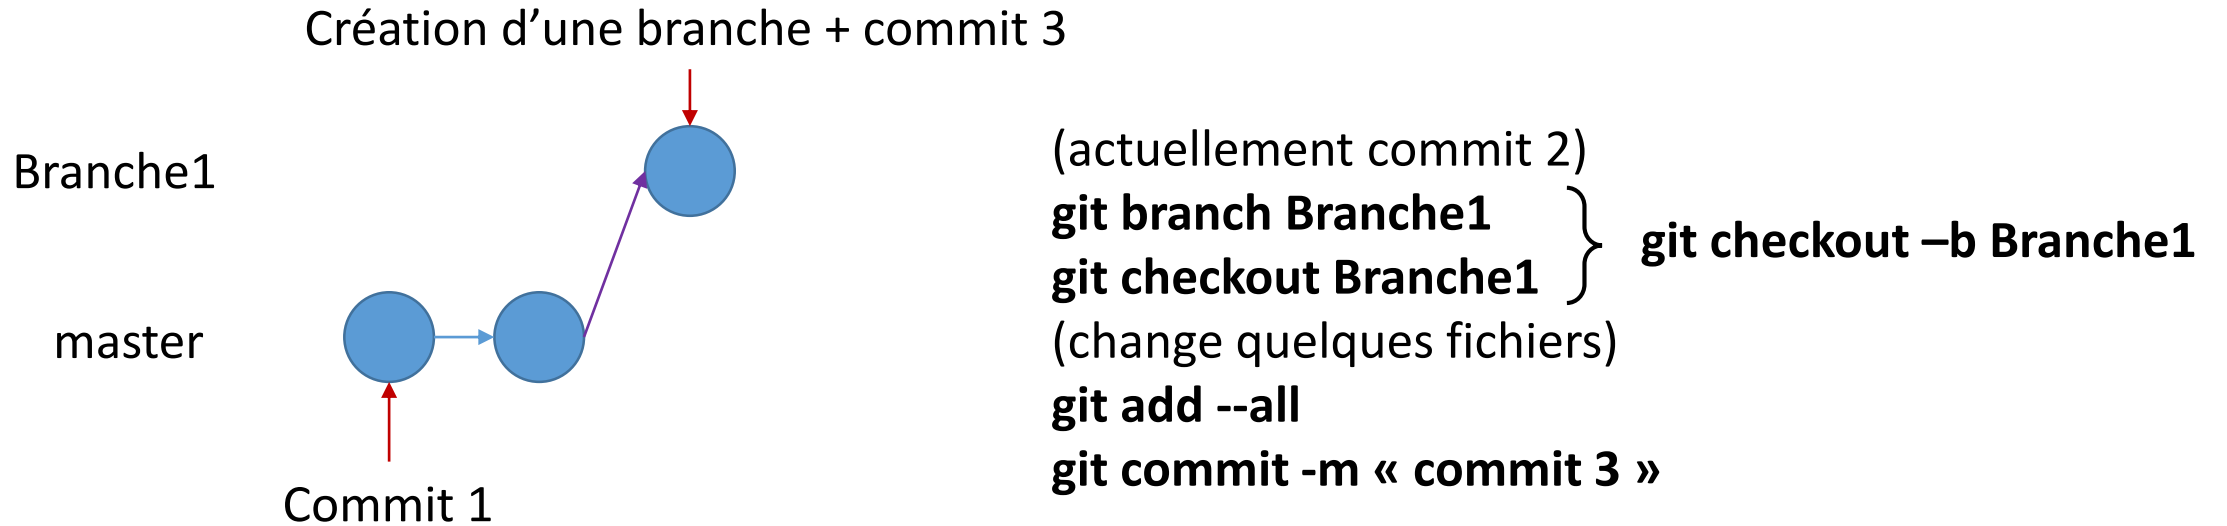 Création d’une branche + commit 3
Branche1
master
Commit 1
(actuellement commit 2)
git branch Branche1
git checkout Branche1
git checkout –b Branche1
(change quelques fichiers)
git add --all
git commit -m « commit 3 »